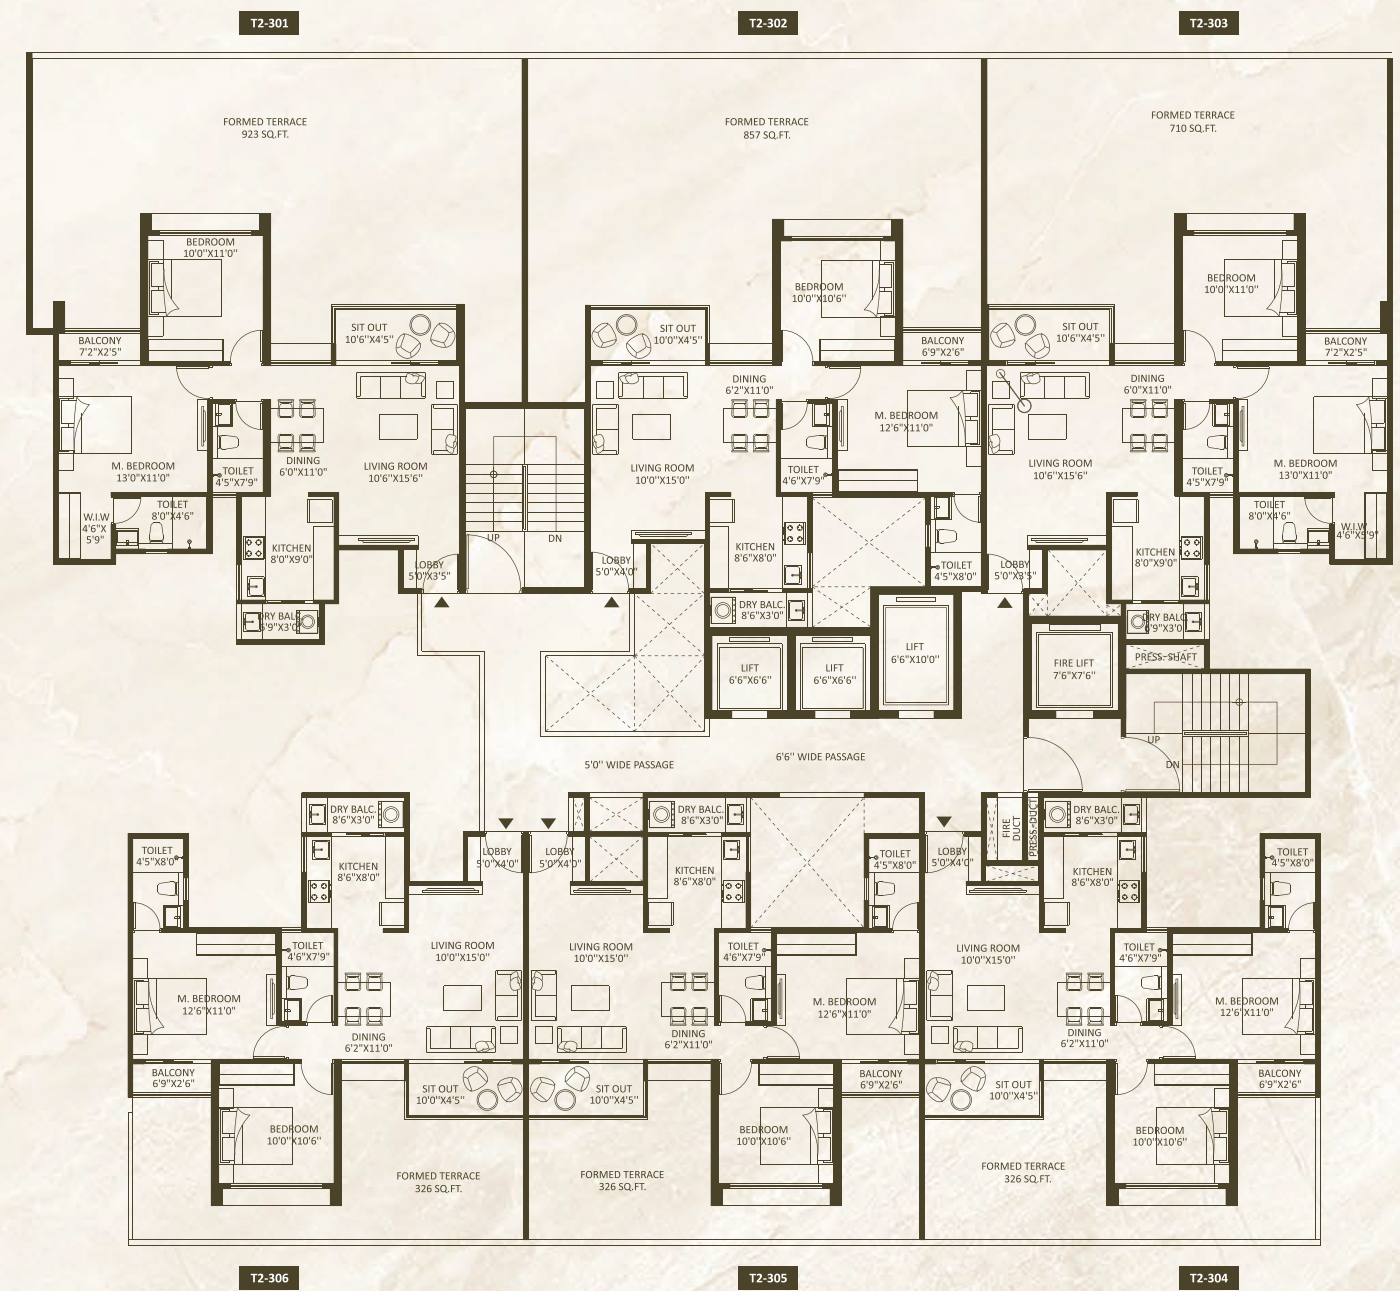 T2-301
T2-302
T2-303
FORMED TERRACE
923 SQ.FT.
FORMED TERRACE
857 SQ.FT.
FORMED TERRACE
710 SQ.FT.
BEDROOM
10'0"X11'0"
SIT OUT
10'6"X4'5"
BALCONY
7'2"X2'5"
M. BEDROOM
13'0"X11'0"
TOILET
4'5"X7'9"
DINING
6'0"X11'0"
LIVING ROOM
10'6"X15'6"
W.I.W
4'6"X
5'9"
TOILET
8'0"X4'6"
KITCHEN
8'0"X9'0"
LOBBY
5'0"X3'5"
DRY BALC.
6'9"X3'0"
UP
DN
BEDROOM
10'0"X10'6"
SIT OUT
10'0"X4'5"
BALCONY
6'9"X2'6"
DINING
6'2"X11'0
M. BEDROOM
12'6"X11'0"
LIVING ROOM
10'0"X15'0"
TOILET
4'6"X7'9"
LOBBY
5'0"X4'0"
KITCHEN
8'6"X8'0"
TOILET
4'5"X8'0"
DRY BALC.
8'6"X3'0"
BEDROOM
10'0"X11'0"
SIT OUT
10'6"X4'5"
BALCONY
7'2"X2'5"
DINING
6'0"X11'0"
LIVING ROOM
10'6"X15'6"
TOILET
4'5"X7'9"
M. BEDROOM
13'0"X11'0"
TOILET
8'0"X4'6"
W.I.W
4'6"X5'9"
LOBBY
5'0"X3'5"
KITCHEN
8'0"X9'0"
DRY BALC.
6'9"X3'0
PRESS.-SHAFT
LIFT
6'6"X6'6"
LIFT
6'6"X6'6"
LIFT
6'6"X10'0"
FIRE LIFT
7'6"X7'6"
UP
DN
5'0" WIDE PASSAGE
6'6" WIDE PASSAGE
DRY BALC.
8'6"X3'0"
TOILET
4'5"X8'0"
KITCHEN
8'6"X8'0"
LOBBY
5'0"X4'0"
TOILET
4'6"X7'9"
LIVING ROOM
10'0"X15'0"
M. BEDROOM
12'6"X11'0"
DINING
6'2"X11'0"
BALCONY
6'9"X2'6"
SIT OUT
10'0"X4'5"
BEDROOM
10'0"X10'6"
FORMED TERRACE
326 SQ.FT.
DRY BALC.
8'6"X3'0"
LOBBY
5'0"X4'0"
KITCHEN
8'6"X8'0"
TOILET
4'5"X8'0"
LIVING ROOM
10'0"X15'0"
TOILET
4'6"X7'9"
M. BEDROOM
12'6"X11'0"
DINING
6'2"X11'0"
SIT OUT
10'0"X4'5"
BALCONY
6'9"X2'6"
BEDROOM
10'0"X10'6"
FORMED TERRACE
326 SQ.FT.
FIRE
DUCT
PRESS.-DUCT
DRY BALC.
8'6"X3'0"
LOBBY
5'0"X4'0"
KITCHEN
8'6"X8'0"
TOILET
4'5"X8'0"
LIVING ROOM
10'0"X15'0"
TOILET
4'6"X7'9"
M. BEDROOM
12'6"X11'0"
DINING
6'2"X11'0"
SIT OUT
10'0"X4'5"
BALCONY
6'9"X2'6"
BEDROOM
10'0"X10'6"
FORMED TERRACE
326 SQ.FT.
T2-306
T2-305
T2-304